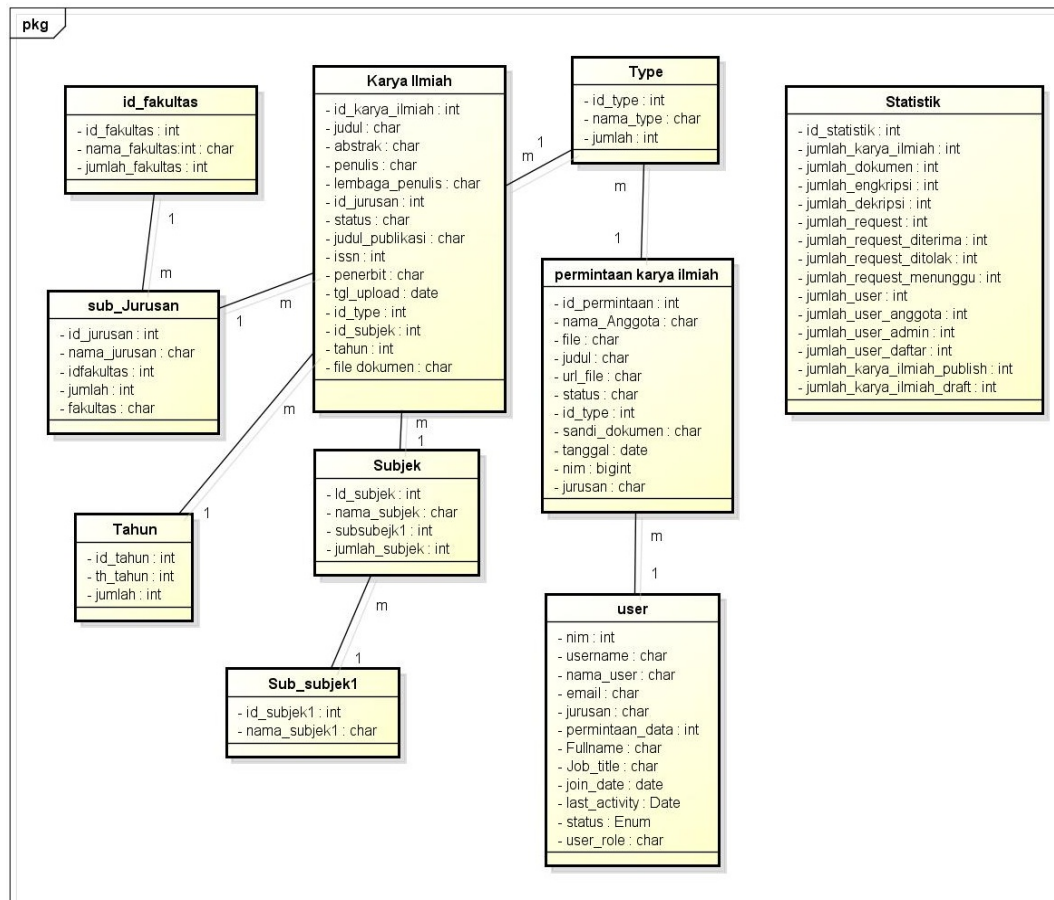 pkg
id_fakultas
- id_fakultas : int
- nama_fakultas:int : char
- jumlah_fakultas : int
1
m
sub_Jurusan
- id_jurusan : int
- nama_jurusan : char
- idfakultas : int
- jumlah : int
- fakultas : char
Karya Ilmiah
- id_karya_ilmiah : int
- judul : char
- abstrak : char
- penulis : char
- lembaga_penulis : char
- id_jurusan : int
- status : char
- judul_publikasi : char
- issn : int
- penerbit : char
- tgl_upload : date
- id_type : int
- id_subjek : int
- tahun : int
- file dokumen : char
m
1
m
1
m
1
Tahun
- id_tahun : int
- th_tahun : int
- jumlah : int
Subjek
- Id_subjek : int
- nama_subjek : char
- subsubejk1 : int
- jumlah_subjek : int
m
1
Sub_subjek1
- id_subjek1 : int
- nama_subjek1 : char
1
m
Type
- id_type : int
- nama_type : char
- jumlah : int
m
1
permintaan karya ilmiah
- id_permintaan : int
- nama_Anggota : char
- file : char
- judul : char
- url_file : char
- status : char
- id_type : int
- sandi_dokumen : char
- tanggal : date
- nim : bigint
- jurusan : char
m
1
user
- nim : int
- username : char
- nama_user : char
- email : char
- jurusan : char
- permintaan_data : int
- Fullname : char
- Job_title : char
- join_date : date
- last_activity : Date
- status : Enum
- user_role : char
Statistik
- id_statistik : int
- jumlah_karya_ilmiah : int
- jumlah_dokumen : int
- jumlah_engkripsi : int
- jumlah_dekripsi : int
- jumlah_request : int
- jumlah_request_diterima : int
- jumlah_request_ditolak : int
- jumlah_request_menunggu : int
- jumlah_user : int
- jumlah_user_anggota : int
- jumlah_user_admin : int
- jumlah_user_daftar : int
- jumlah_karya_ilmiah_publish : int
- jumlah_karya_ilmiah_draft : int